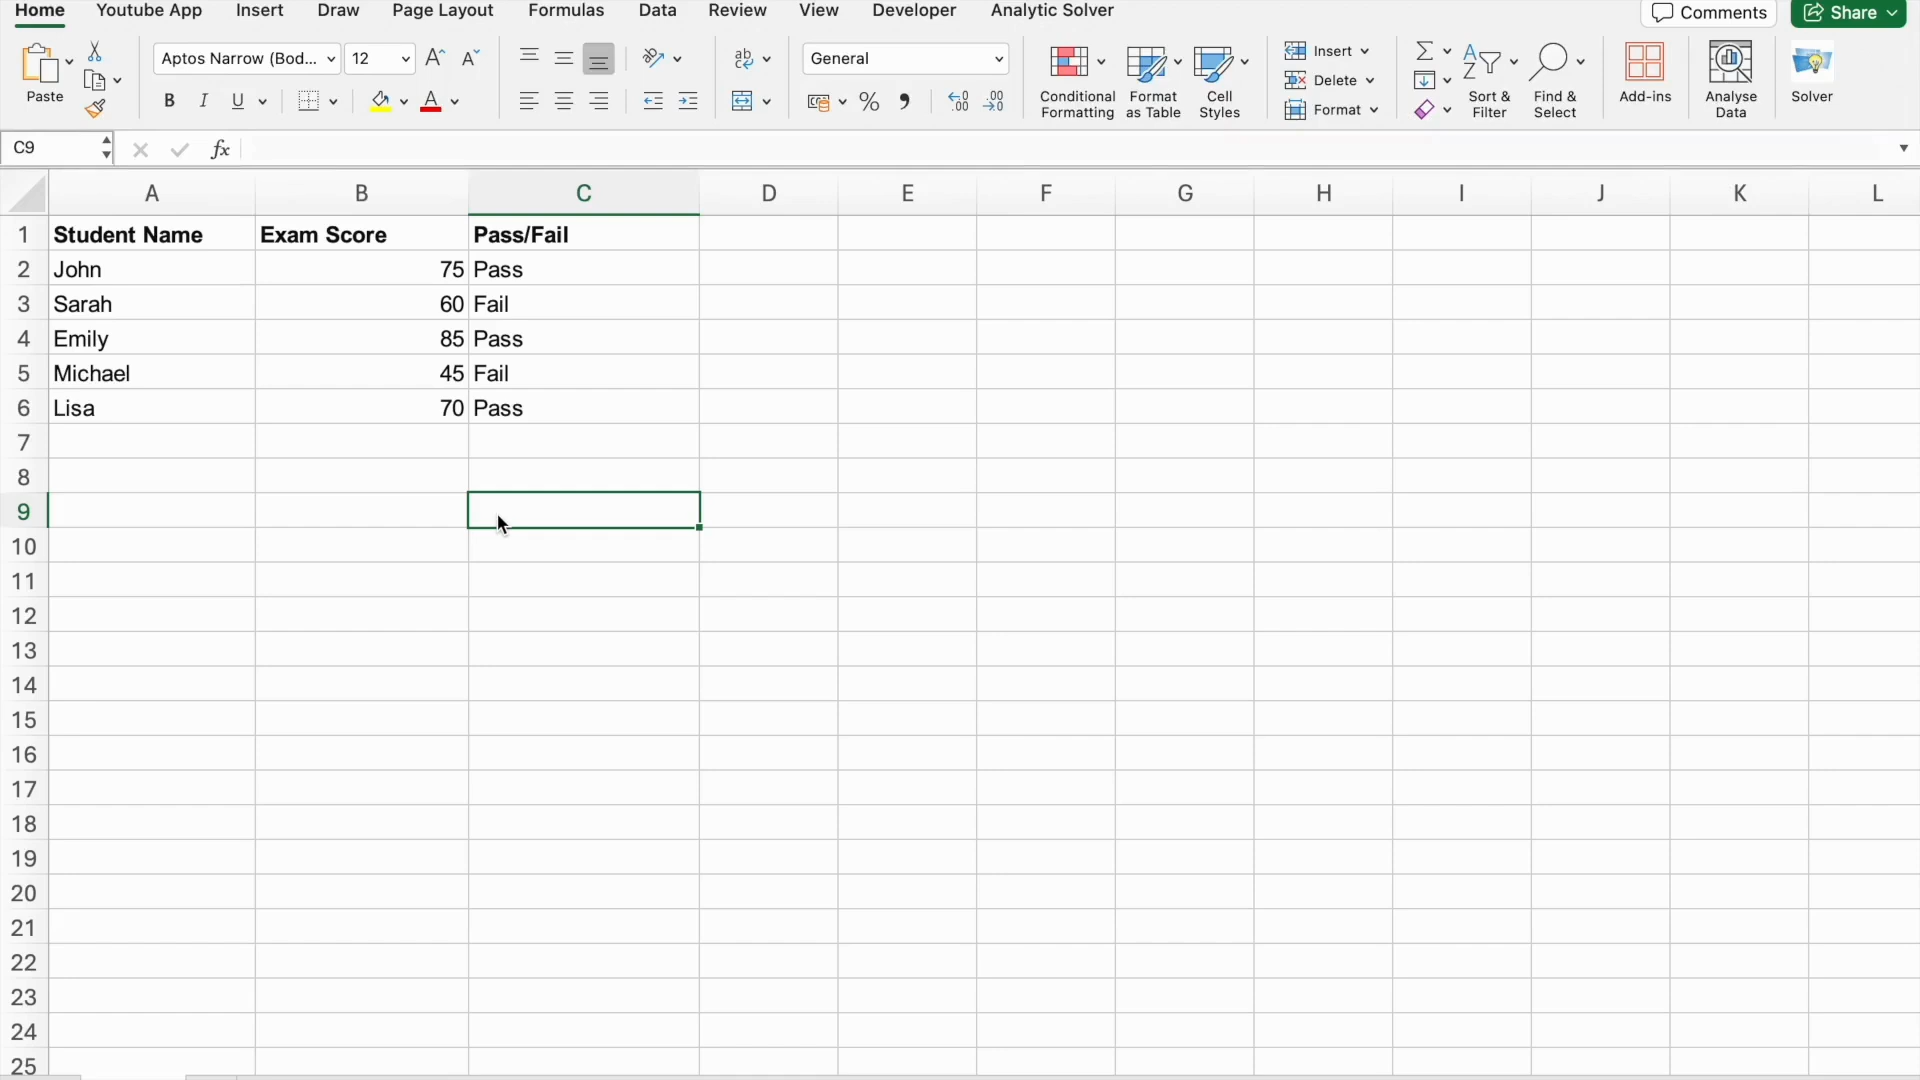 Home Youtube App Insert Draw Page Layout Formulas Data Review View Developer Analytic Solver Comments Share
Paste
Aptos Narrow (Bod... 12 A^ A˅
B I U A
ab c
General
% 9
.00 .0
Conditional Formatting
Format as Table
Cell Styles
Insert
Delete
Format
Σ
Sort & Filter
Find & Select
Add-ins
Analyse Data
Solver
C9 fx
A B C D E F G H I J K L
1 Student Name Exam Score Pass/Fail
2 John 75 Pass
3 Sarah 60 Fail
4 Emily 85 Pass
5 Michael 45 Fail
6 Lisa 70 Pass
7
8
9
10
11
12
13
14
15
16
17
18
19
20
21
22
23
24
25